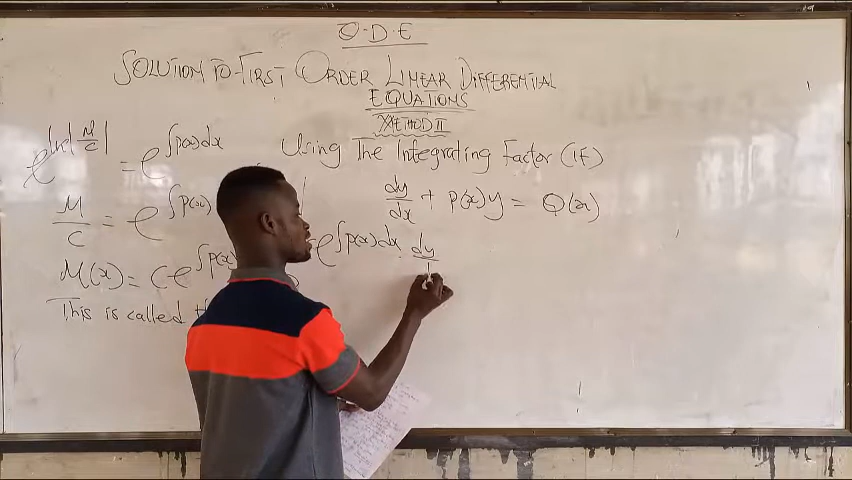 O.D.E
SOLUTION TO FIRST ORDER LINEAR DIFFERENTIAL
EQUATIONS
METHOD II
e^ln|M/C| = e^∫P(x)dx
M/C = e^∫P(x)
M(x) = Ce^∫P(x)
This is called
Using The Integrating Factor (IF)
dy/dx + P(x)y = Q(x)
e^∫P(x)dx . dy